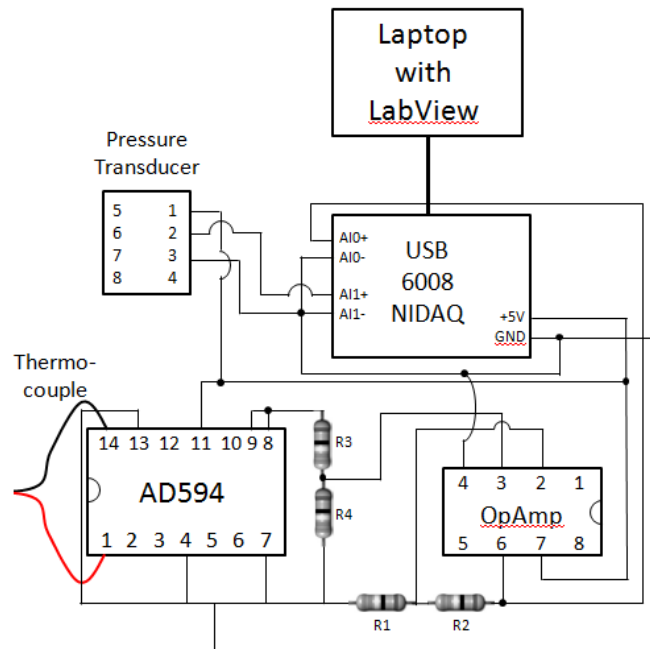 Laptop
with
LabView
Pressure
Transducer
5 1
6 2
7 3
8 4
AI0+
AI0-
AI1+
AI1-
USB
6008
NIDAQ
+5V
GND
Thermo-
couple
14 13 12 11 10 9 8
AD594
1 2 3 4 5 6 7
R3
R4
4 3 2 1
OpAmp
5 6 7 8
R1
R2